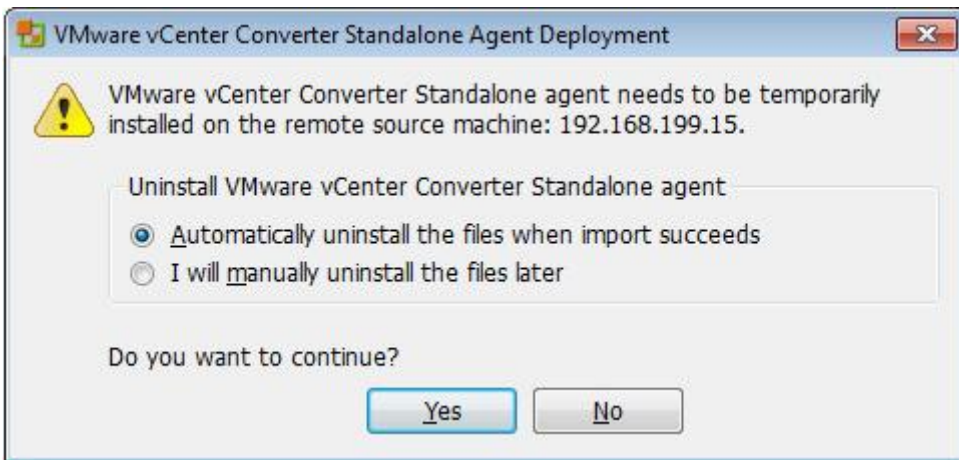 VMware vCenter Converter Standalone Agent Deployment
VMware vCenter Converter Standalone agent needs to be temporarily
installed on the remote source machine: 192.168.199.15.
Uninstall VMware vCenter Converter Standalone agent
Automatically uninstall the files when import succeeds
I will manually uninstall the files later
Do you want to continue?
Yes
No